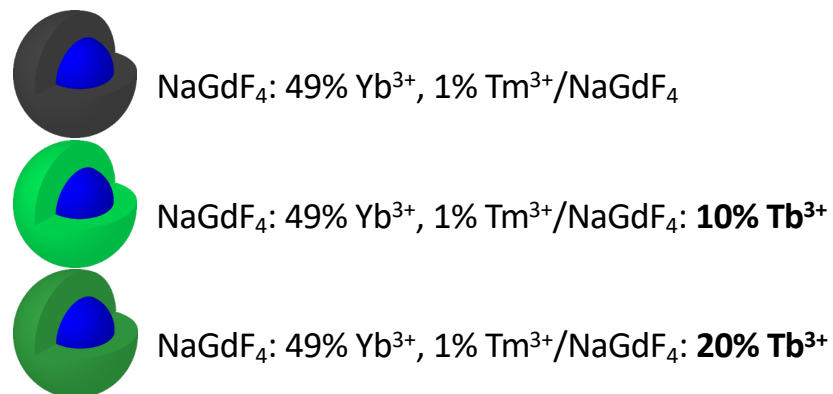 NaGdF₄: 49% Yb³⁺, 1% Tm³⁺/NaGdF₄
NaGdF₄: 49% Yb³⁺, 1% Tm³⁺/NaGdF₄: 10% Tb³⁺
NaGdF₄: 49% Yb³⁺, 1% Tm³⁺/NaGdF₄: 20% Tb³⁺